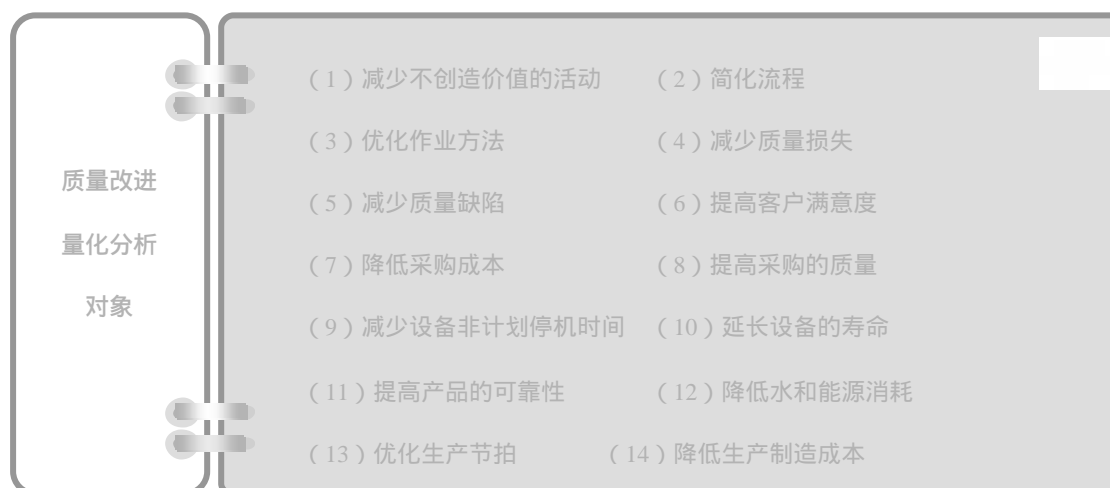 质量改进
量化分析
对象
（1）减少不创造价值的活动 （2）简化流程
（3）优化作业方法 （4）减少质量损失
（5）减少质量缺陷 （6）提高客户满意度
（7）降低采购成本 （8）提高采购的质量
（9）减少设备非计划停机时间 （10）延长设备的寿命
（11）提高产品的可靠性 （12）降低水和能源消耗
（13）优化生产节拍 （14）降低生产制造成本